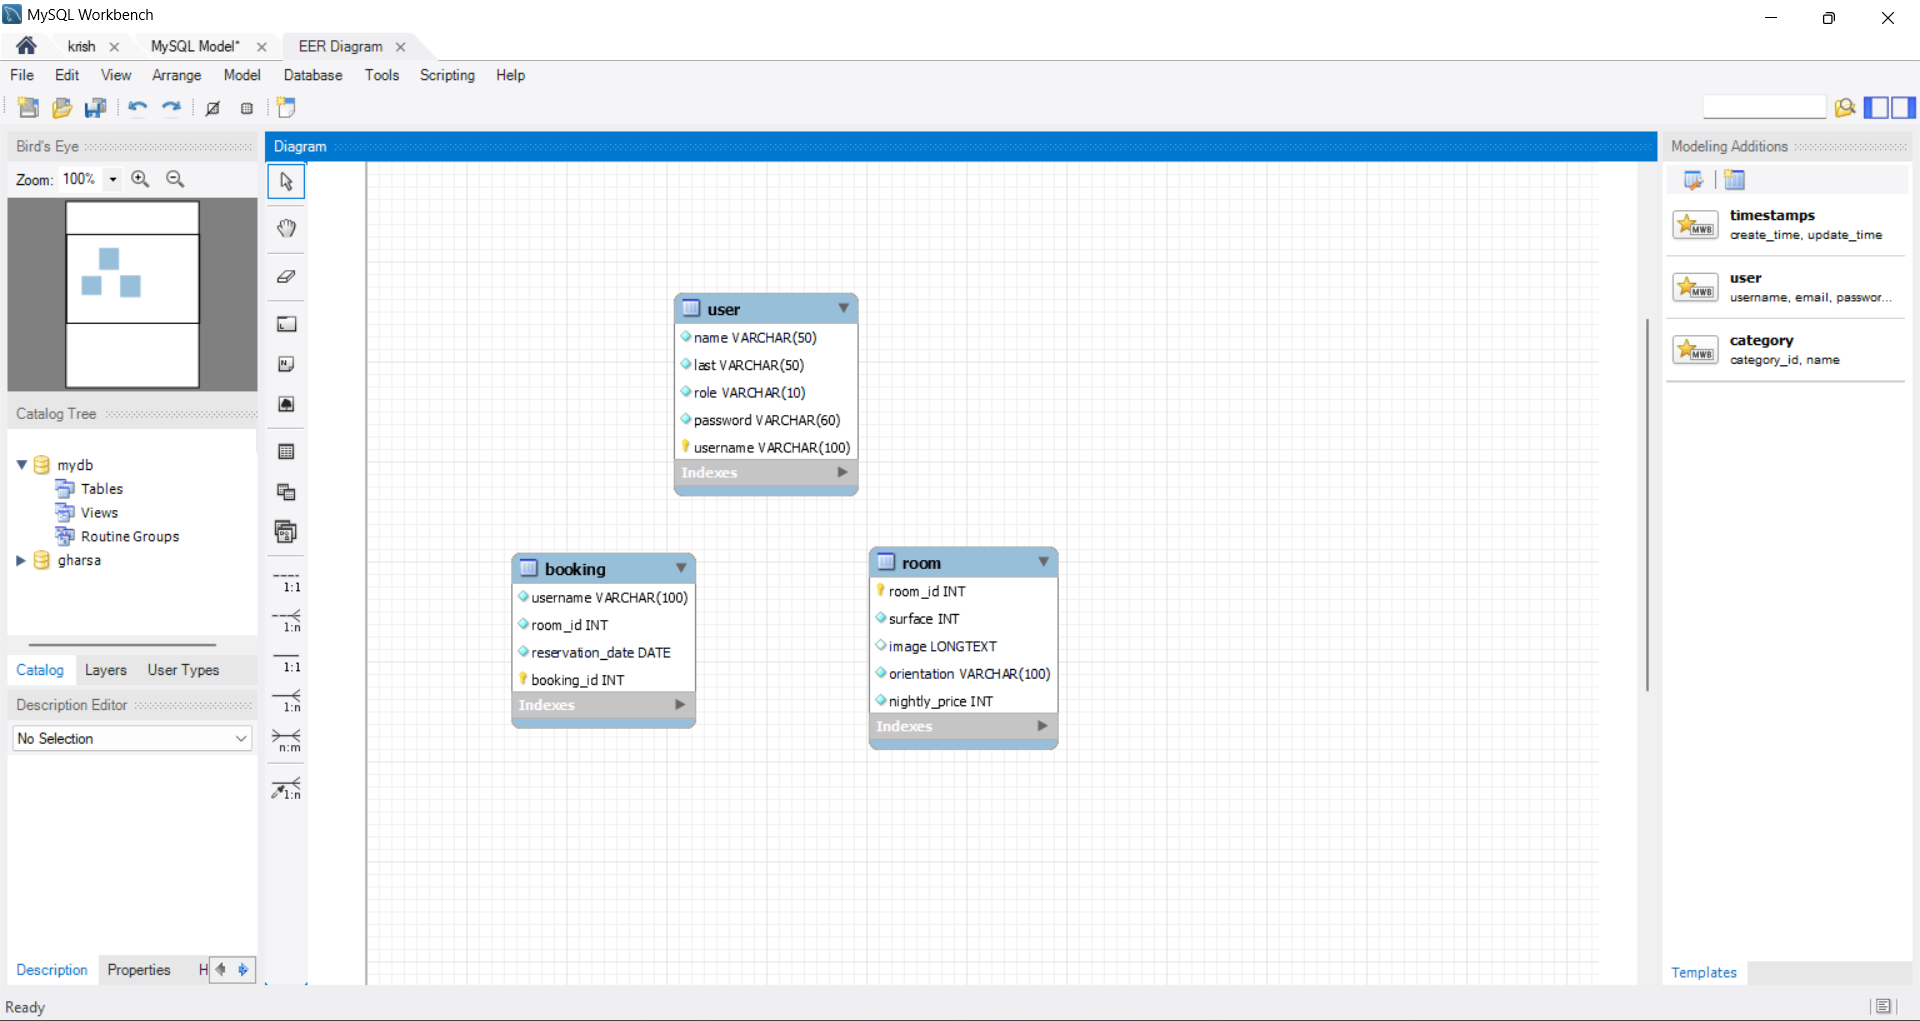 MySQL Workbench
krish
MySQL Model*
EER Diagram
File Edit View Arrange Model Database Tools Scripting Help
Bird's Eye
Zoom: 100%
Catalog Tree
mydb
Tables
Views
Routine Groups
gharsa
Catalog Layers User Types
Description Editor
No Selection
Description Properties H
Ready
Diagram
1:1
1:n
1:1
1:n
n:m
1:n
user
name VARCHAR(50)
last VARCHAR(50)
role VARCHAR(10)
password VARCHAR(60)
username VARCHAR(100)
Indexes
booking
username VARCHAR(100)
room_id INT
reservation_date DATE
booking_id INT
Indexes
room
room_id INT
surface INT
image LONGTEXT
orientation VARCHAR(100)
nightly_price INT
Indexes
Modeling Additions
MWB
timestamps
create_time, update_time
MWB
user
username, email, passwor...
MWB
category
category_id, name
Templates